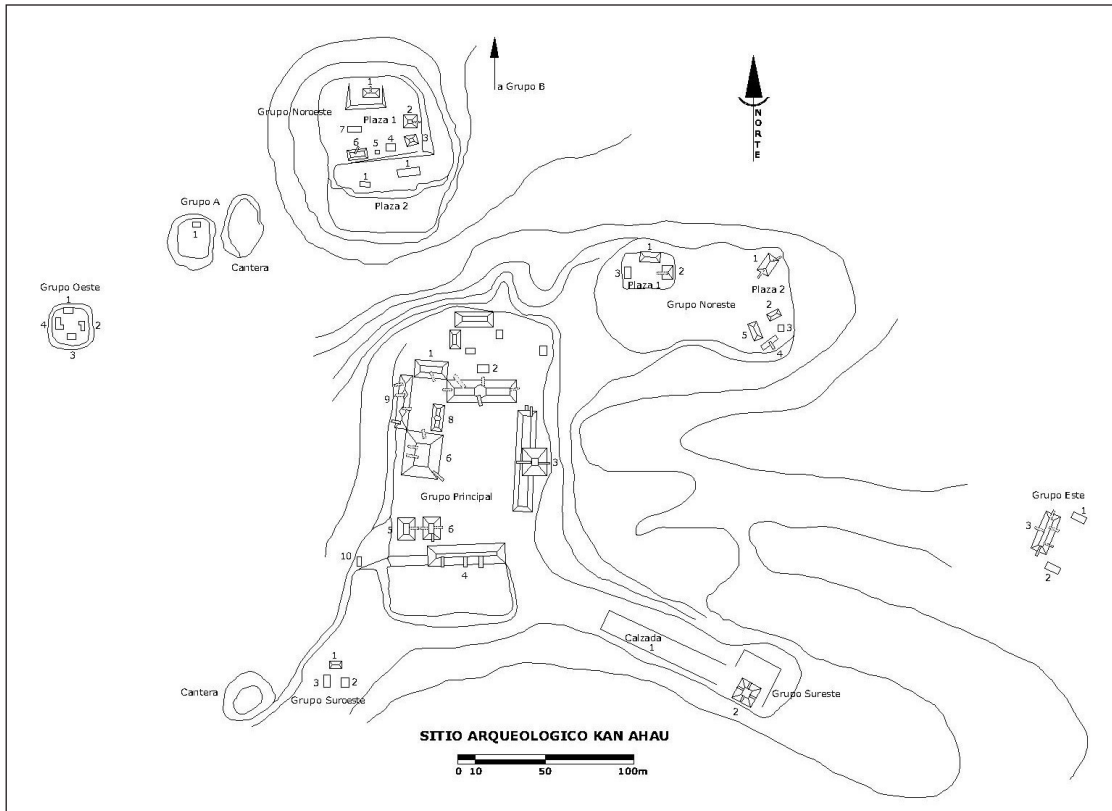 a Grupo B
NORTE
Grupo Noroeste
1
Plaza 1
2
7
3
6
5
4
1
1
Plaza 2
Grupo A
1
Cantera
Grupo Oeste
1
4
2
3
1
3
2
Plaza 1
1
Plaza 2
Grupo Noreste
2
5
3
4
1
2
9
8
6
3
Grupo Principal
5
6
10
4
Grupo Este
1
3
2
Calzada
1
Grupo Sureste
2
1
3
2
Grupo Suroeste
Cantera
SITIO ARQUEOLOGICO KAN AHAU
0 10 50 100m